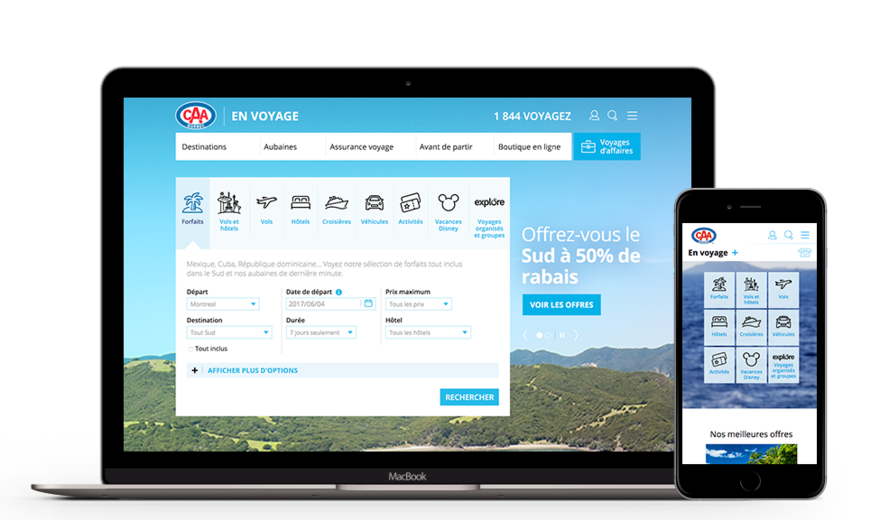 CAA
QUÉBEC
EN VOYAGE
1 844 VOYAGEZ
Destinations
Aubaines
Assurance voyage
Avant de partir
Boutique en ligne
Voyages
d'affaires
Forfaits
Vols et
hôtels
Vols
Hôtels
Croisières
Véhicules
Activités
Vacances
Disney
explore
Voyages
organisés
et groupes
Mexique, Cuba, République dominicaine... Voyez notre sélection de forfaits tout inclus
dans le Sud et nos aubaines de dernière minute.
Départ
Montreal
Date de départ
2017/06/04
Prix maximum
Tous les prix
Destination
Tout Sud
Durée
7 jours seulement
Hôtel
Tous les hôtels
Tout inclus
+ AFFICHER PLUS D'OPTIONS
RECHERCHER
Offrez-vous le
Sud à 50% de
rabais
VOIR LES OFFRES
MacBook
CAA
En voyage +
Forfaits
Vols et
hôtels
Vols
Hôtels
Croisières
Véhicules
Activités
Vacances
Disney
explore
Voyages
organisés
et groupes
Nos meilleures offres